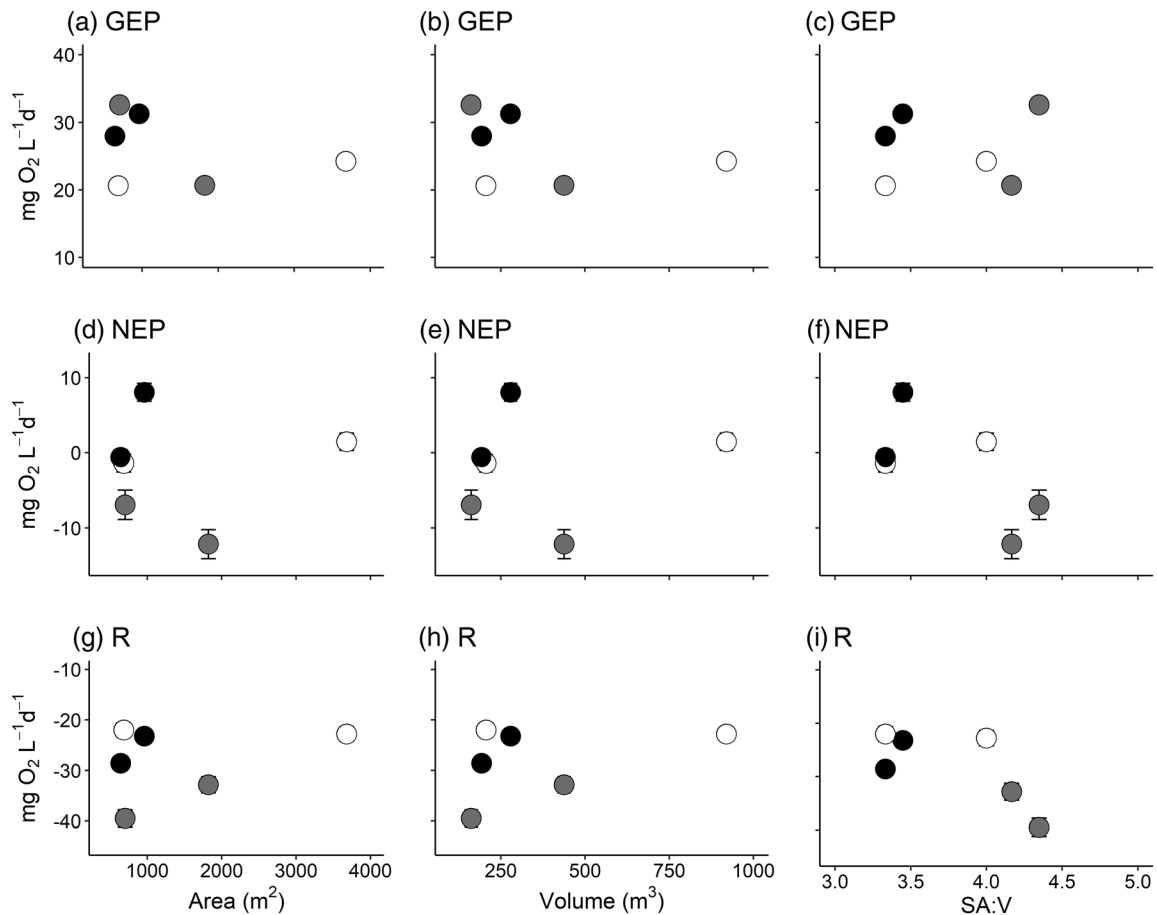 (a) GEP
(b) GEP
(c) GEP
mg O₂ L⁻¹d⁻¹
40
30
20
10
(d) NEP
(e) NEP
(f) NEP
mg O₂ L⁻¹d⁻¹
10
0
-10
(g) R
(h) R
(i) R
mg O₂ L⁻¹d⁻¹
-10
-20
-30
-40
1000 2000 3000 4000
250 500 750 1000
3.0 3.5 4.0 4.5 5.0
Area (m²)
Volume (m³)
SA:V